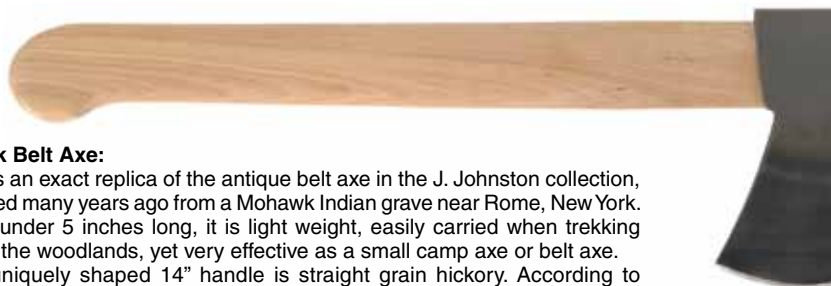 k Belt Axe:
s an exact replica of the antique belt axe in the J. Johnston collection,
ed many years ago from a Mohawk Indian grave near Rome, New York.
under 5 inches long, it is light weight, easily carried when trekking
the woodlands, yet very effective as a small camp axe or belt axe.
uniquely shaped 14” handle is straight grain hickory. According to